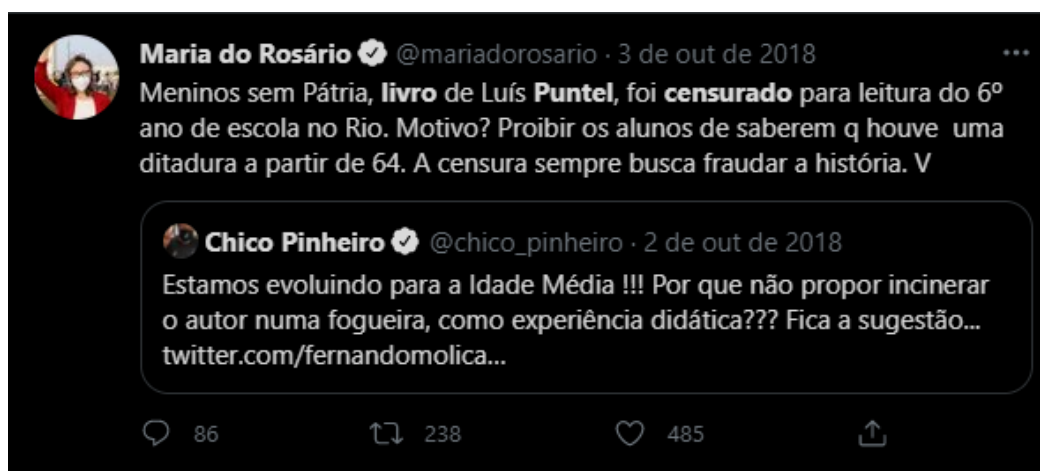 Maria do Rosário @mariadorosario · 3 de out de 2018
Meninos sem Pátria, livro de Luís Puntel, foi censurado para leitura do 6º
ano de escola no Rio. Motivo? Proibir os alunos de saberem q houve uma
ditadura a partir de 64. A censura sempre busca fraudar a história. V
Chico Pinheiro @chico_pinheiro · 2 de out de 2018
Estamos evoluindo para a Idade Média !!! Por que não propor incinerar
o autor numa fogueira, como experiência didática??? Fica a sugestão...
twitter.com/fernandomolica...
86 238 485